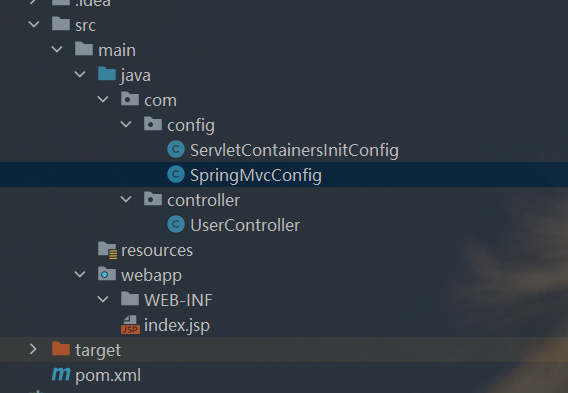 .idea
src
main
java
com
config
ServletContainersInitConfig
SpringMvcConfig
controller
UserController
resources
webapp
WEB-INF
index.jsp
target
pom.xml